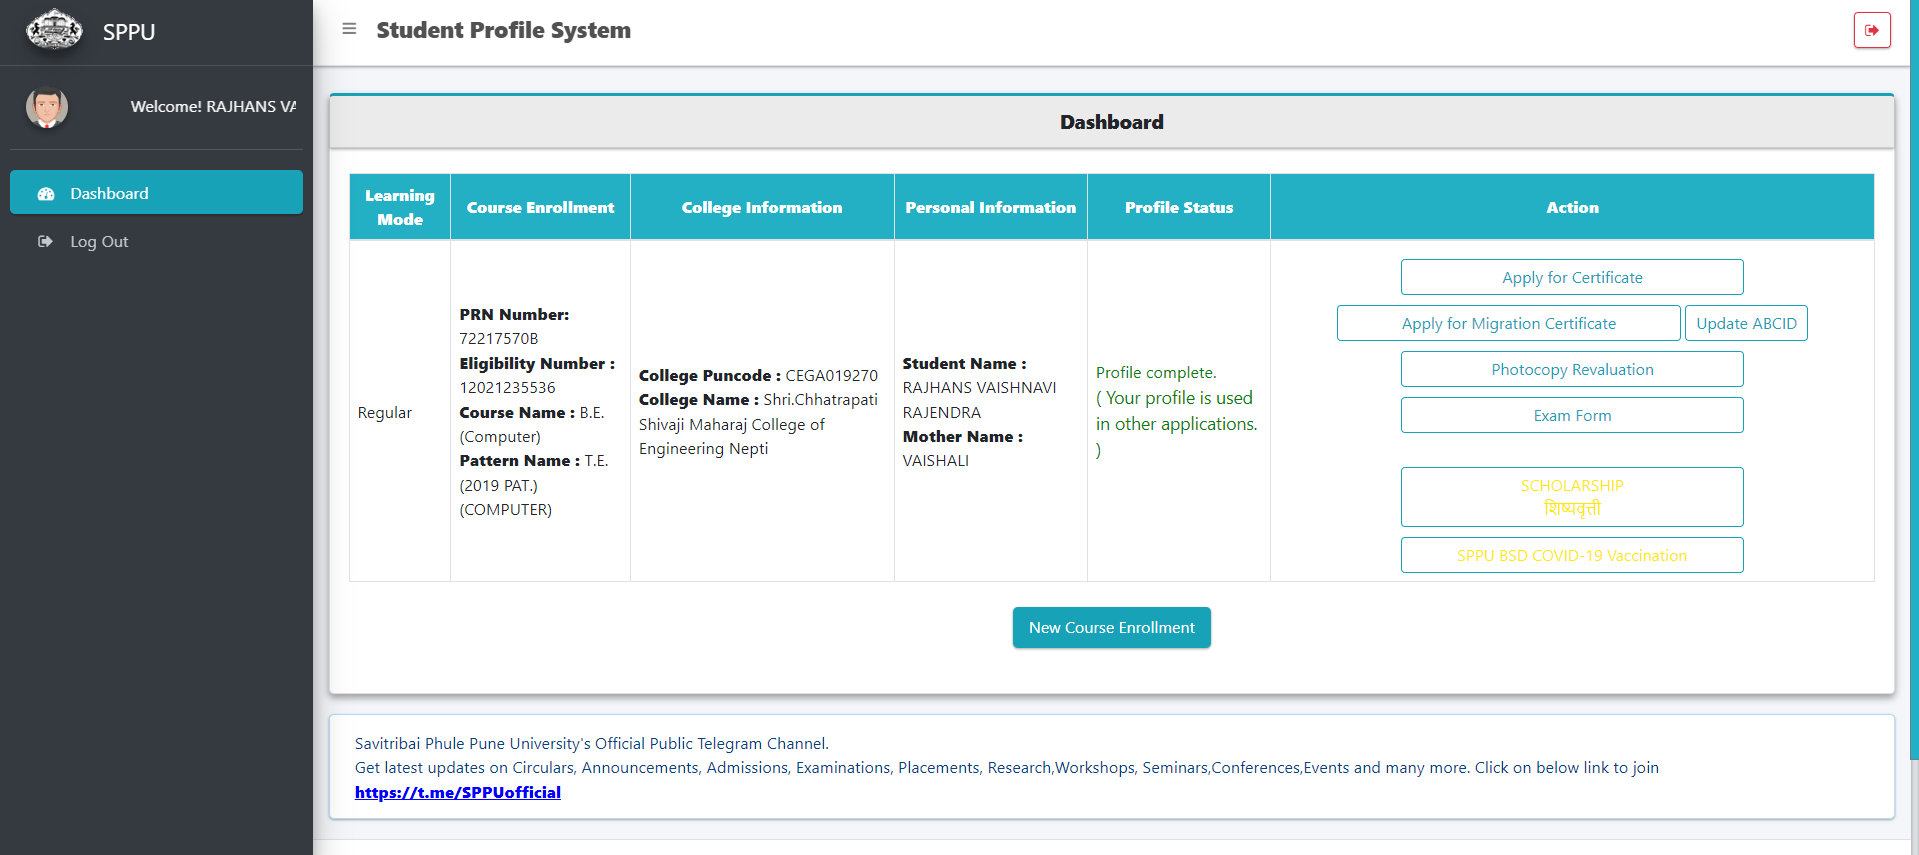 SPPU
Student Profile System
Welcome! RAJHANS VA
Dashboard
Log Out
Dashboard
Learning Mode
Course Enrollment
College Information
Personal Information
Profile Status
Action
Regular
PRN Number:
72217570B
Eligibility Number :
12021235536
Course Name : B.E.
(Computer)
Pattern Name : T.E.
(2019 PAT.)
(COMPUTER)
College Puncode : CEGA019270
College Name : Shri.Chhatrapati
Shivaji Maharaj College of
Engineering Nepti
Student Name :
RAJHANS VAISHNAVI
RAJENDRA
Mother Name :
VAISHALI
Profile complete.
( Your profile is used
in other applications.
)
Apply for Certificate
Apply for Migration Certificate
Update ABCID
Photocopy Revaluation
Exam Form
SCHOLARSHIP
शिष्यवृत्ती
SPPU BSD COVID-19 Vaccination
New Course Enrollment
Savitribai Phule Pune University's Official Public Telegram Channel.
Get latest updates on Circulars, Announcements, Admissions, Examinations, Placements, Research,Workshops, Seminars,Conferences,Events and many more. Click on below link to join
https://t.me/SPPUofficial